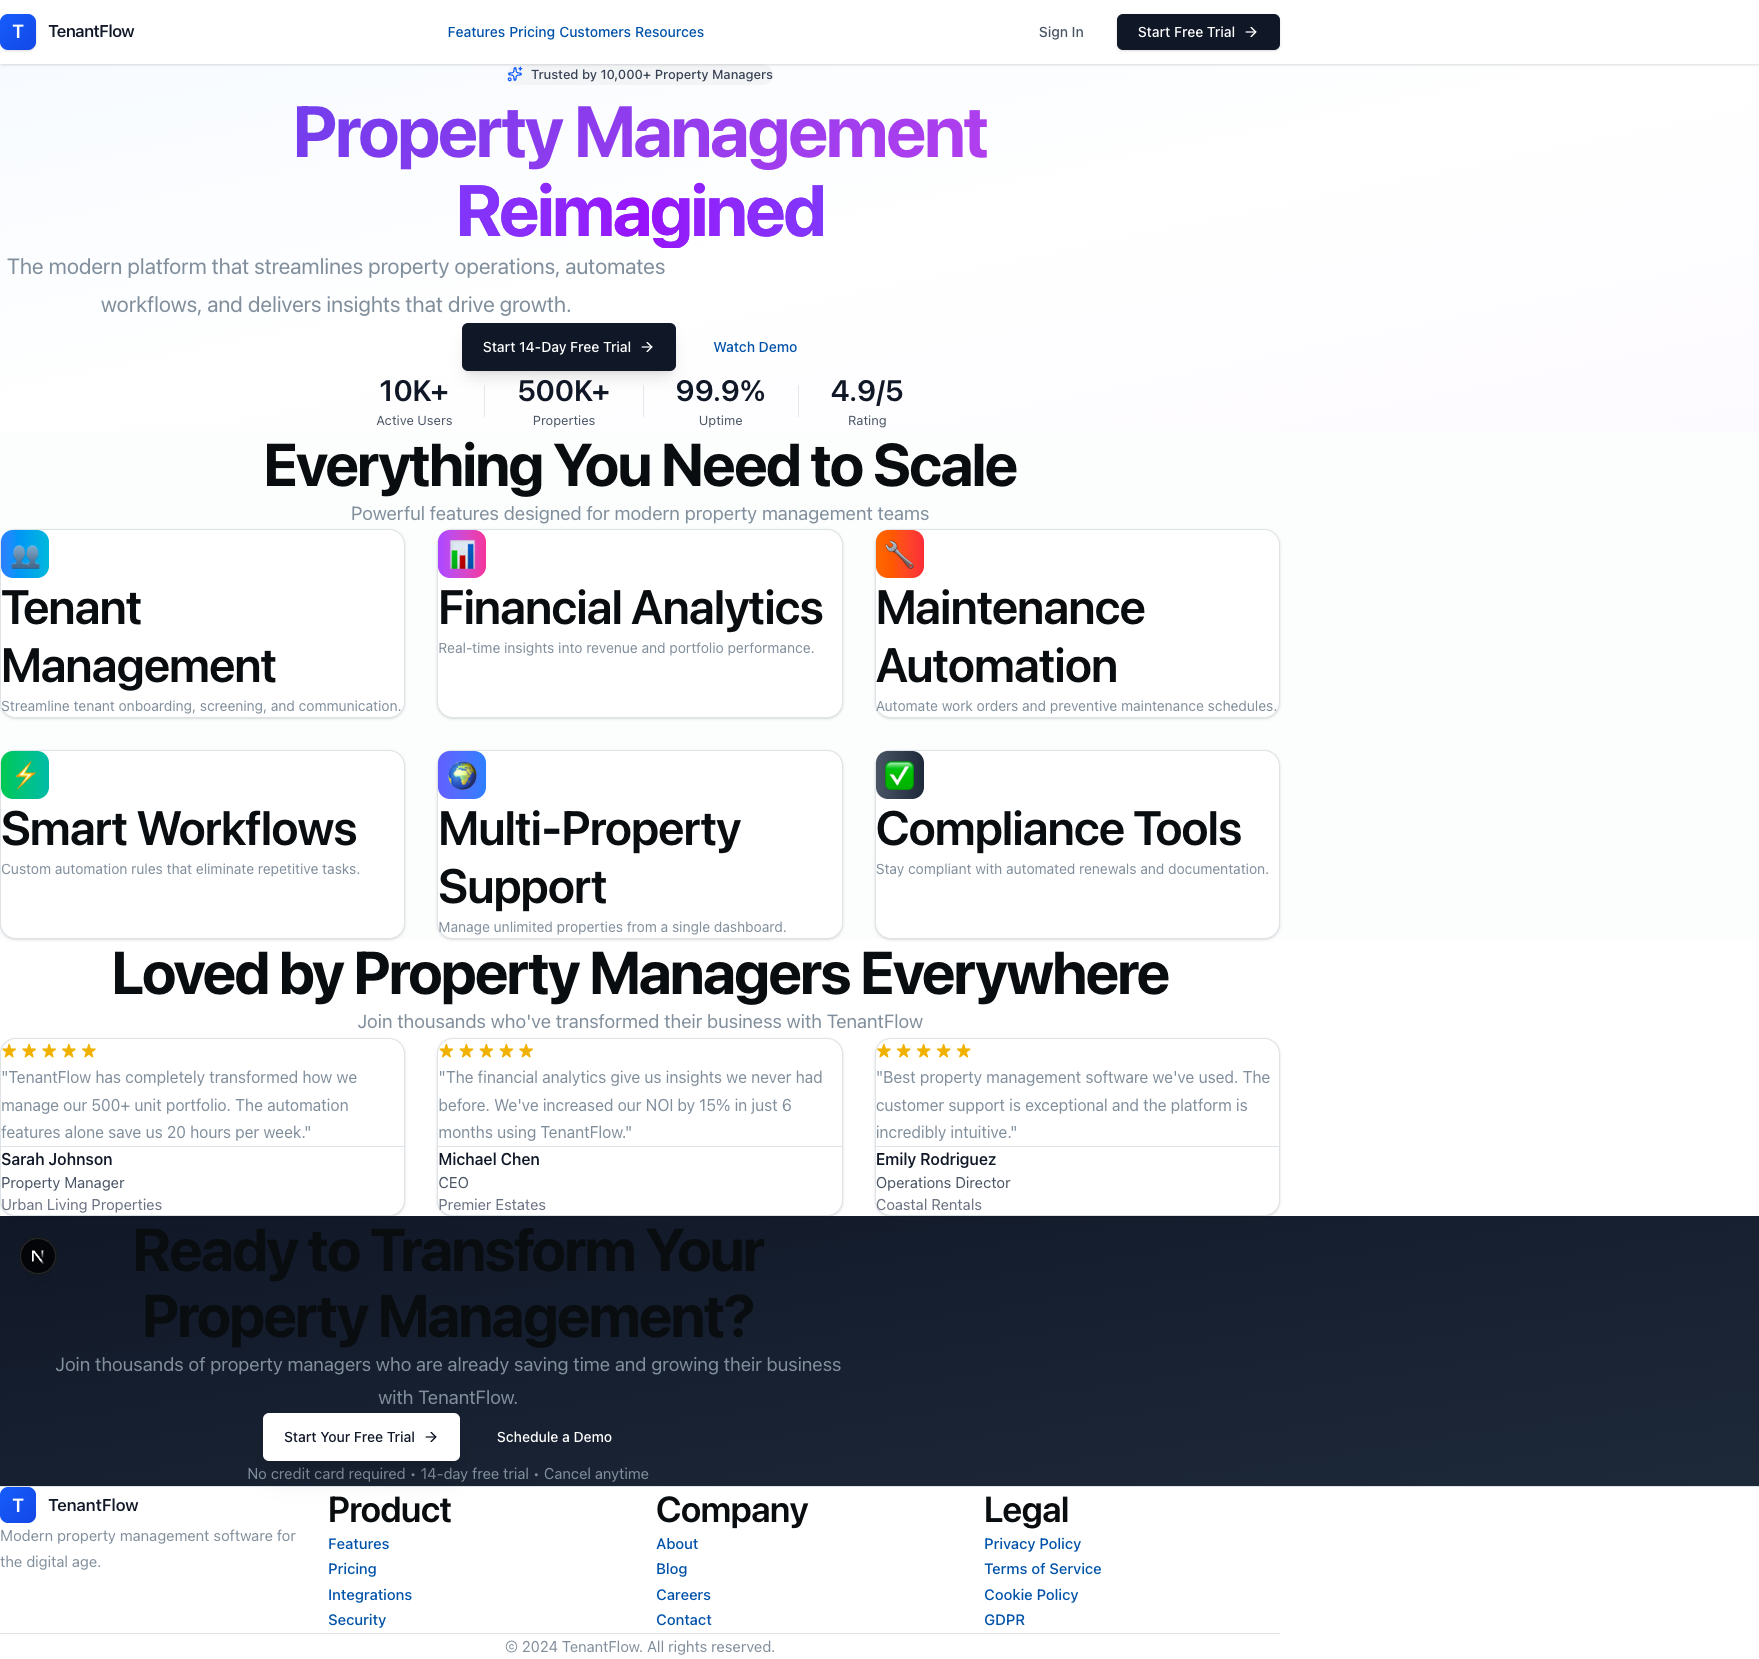 T TenantFlow
Features Pricing Customers Resources
Sign In
Start Free Trial →
Trusted by 10,000+ Property Managers
Property Management
Reimagined
The modern platform that streamlines property operations, automates
workflows, and delivers insights that drive growth.
Start 14-Day Free Trial →
Watch Demo
10K+
Active Users
500K+
Properties
99.9%
Uptime
4.9/5
Rating
Everything You Need to Scale
Powerful features designed for modern property management teams
Tenant
Management
Streamline tenant onboarding, screening, and communication.
Financial Analytics
Real-time insights into revenue and portfolio performance.
Maintenance
Automation
Automate work orders and preventive maintenance schedules.
Smart Workflows
Custom automation rules that eliminate repetitive tasks.
Multi-Property
Support
Manage unlimited properties from a single dashboard.
Compliance Tools
Stay compliant with automated renewals and documentation.
Loved by Property Managers Everywhere
Join thousands who've transformed their business with TenantFlow
"TenantFlow has completely transformed how we
manage our 500+ unit portfolio. The automation
features alone save us 20 hours per week."
Sarah Johnson
Property Manager
Urban Living Properties
"The financial analytics give us insights we never had
before. We've increased our NOI by 15% in just 6
months using TenantFlow."
Michael Chen
CEO
Premier Estates
"Best property management software we've used. The
customer support is exceptional and the platform is
incredibly intuitive."
Emily Rodriguez
Operations Director
Coastal Rentals
N
Ready to Transform Your
Property Management?
Join thousands of property managers who are already saving time and growing their business
with TenantFlow.
Start Your Free Trial →
Schedule a Demo
No credit card required • 14-day free trial • Cancel anytime
T TenantFlow
Modern property management software for
the digital age.
Product
Features
Pricing
Integrations
Security
Company
About
Blog
Careers
Contact
Legal
Privacy Policy
Terms of Service
Cookie Policy
GDPR
© 2024 TenantFlow. All rights reserved.